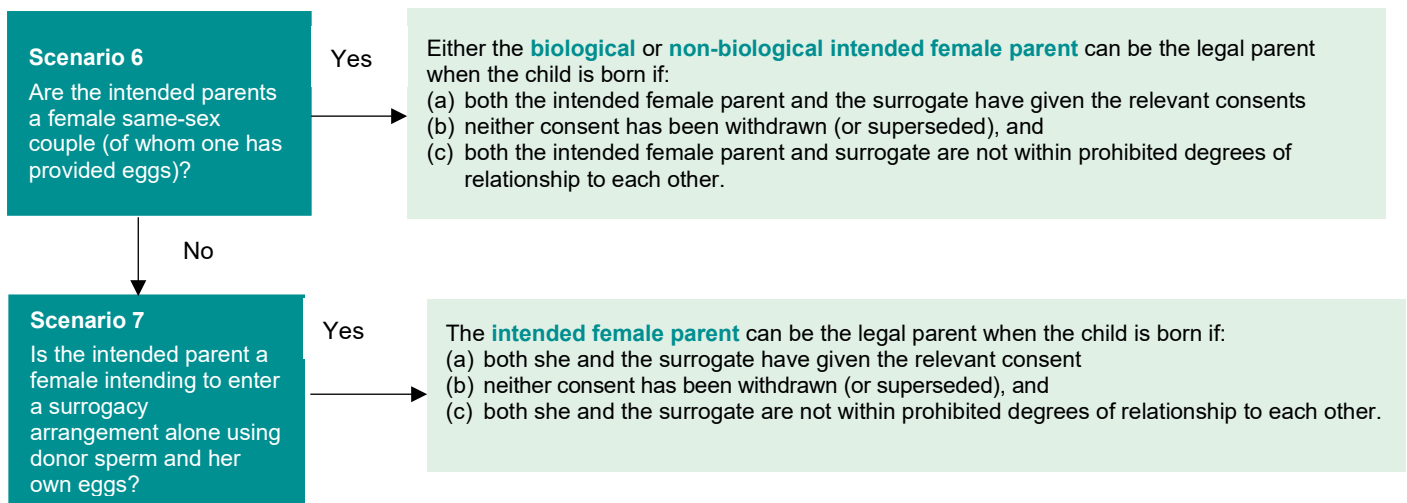 Scenario 6
Are the intended parents
a female same-sex
couple (of whom one has
provided eggs)?
Yes
Either the biological or non-biological intended female parent can be the legal parent
when the child is born if:
(a) both the intended female parent and the surrogate have given the relevant consents
(b) neither consent has been withdrawn (or superseded), and
(c) both the intended female parent and surrogate are not within prohibited degrees of
relationship to each other.
No
Scenario 7
Is the intended parent a
female intending to enter
a surrogacy
arrangement alone using
donor sperm and her
own eggs?
Yes
The intended female parent can be the legal parent when the child is born if:
(a) both she and the surrogate have given the relevant consent
(b) neither consent has been withdrawn (or superseded), and
(c) both she and the surrogate are not within prohibited degrees of relationship to each other.